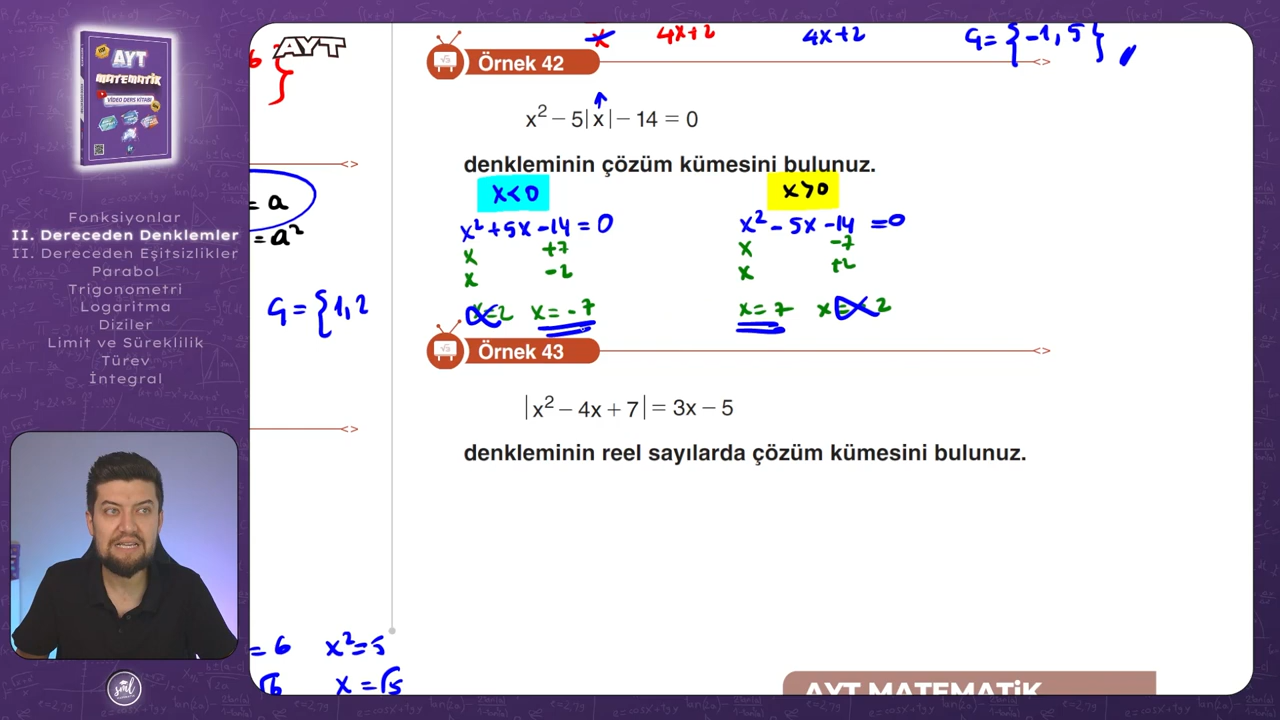 AYT
MATEMATİK
VİDEO DERS KİTABI
Fonksiyonlar
II. Dereceden Denklemler
II. Dereceden Eşitsizlikler
Parabol
Trigonometri
Logaritma
Diziler
Limit ve Süreklilik
Türev
İntegral
sml
AYT
6 }
= a
= a²
Ç = {1, 2
= 6 x² = 5
√6 x = √5
x 4x+2 4x+2 Ç = {-1, 5}
Örnek 42
x² – 5|x| – 14 = 0
denkleminin çözüm kümesini bulunuz.
x<0 x>0
x² + 5x - 14 = 0 x² - 5x - 14 = 0
x +7 x -7
x -2 x +2
x=2 x = -7 x = 7 x = -2
Örnek 43
|x² – 4x + 7| = 3x – 5
denkleminin reel sayılarda çözüm kümesini bulunuz.
AYT MATEMATİK